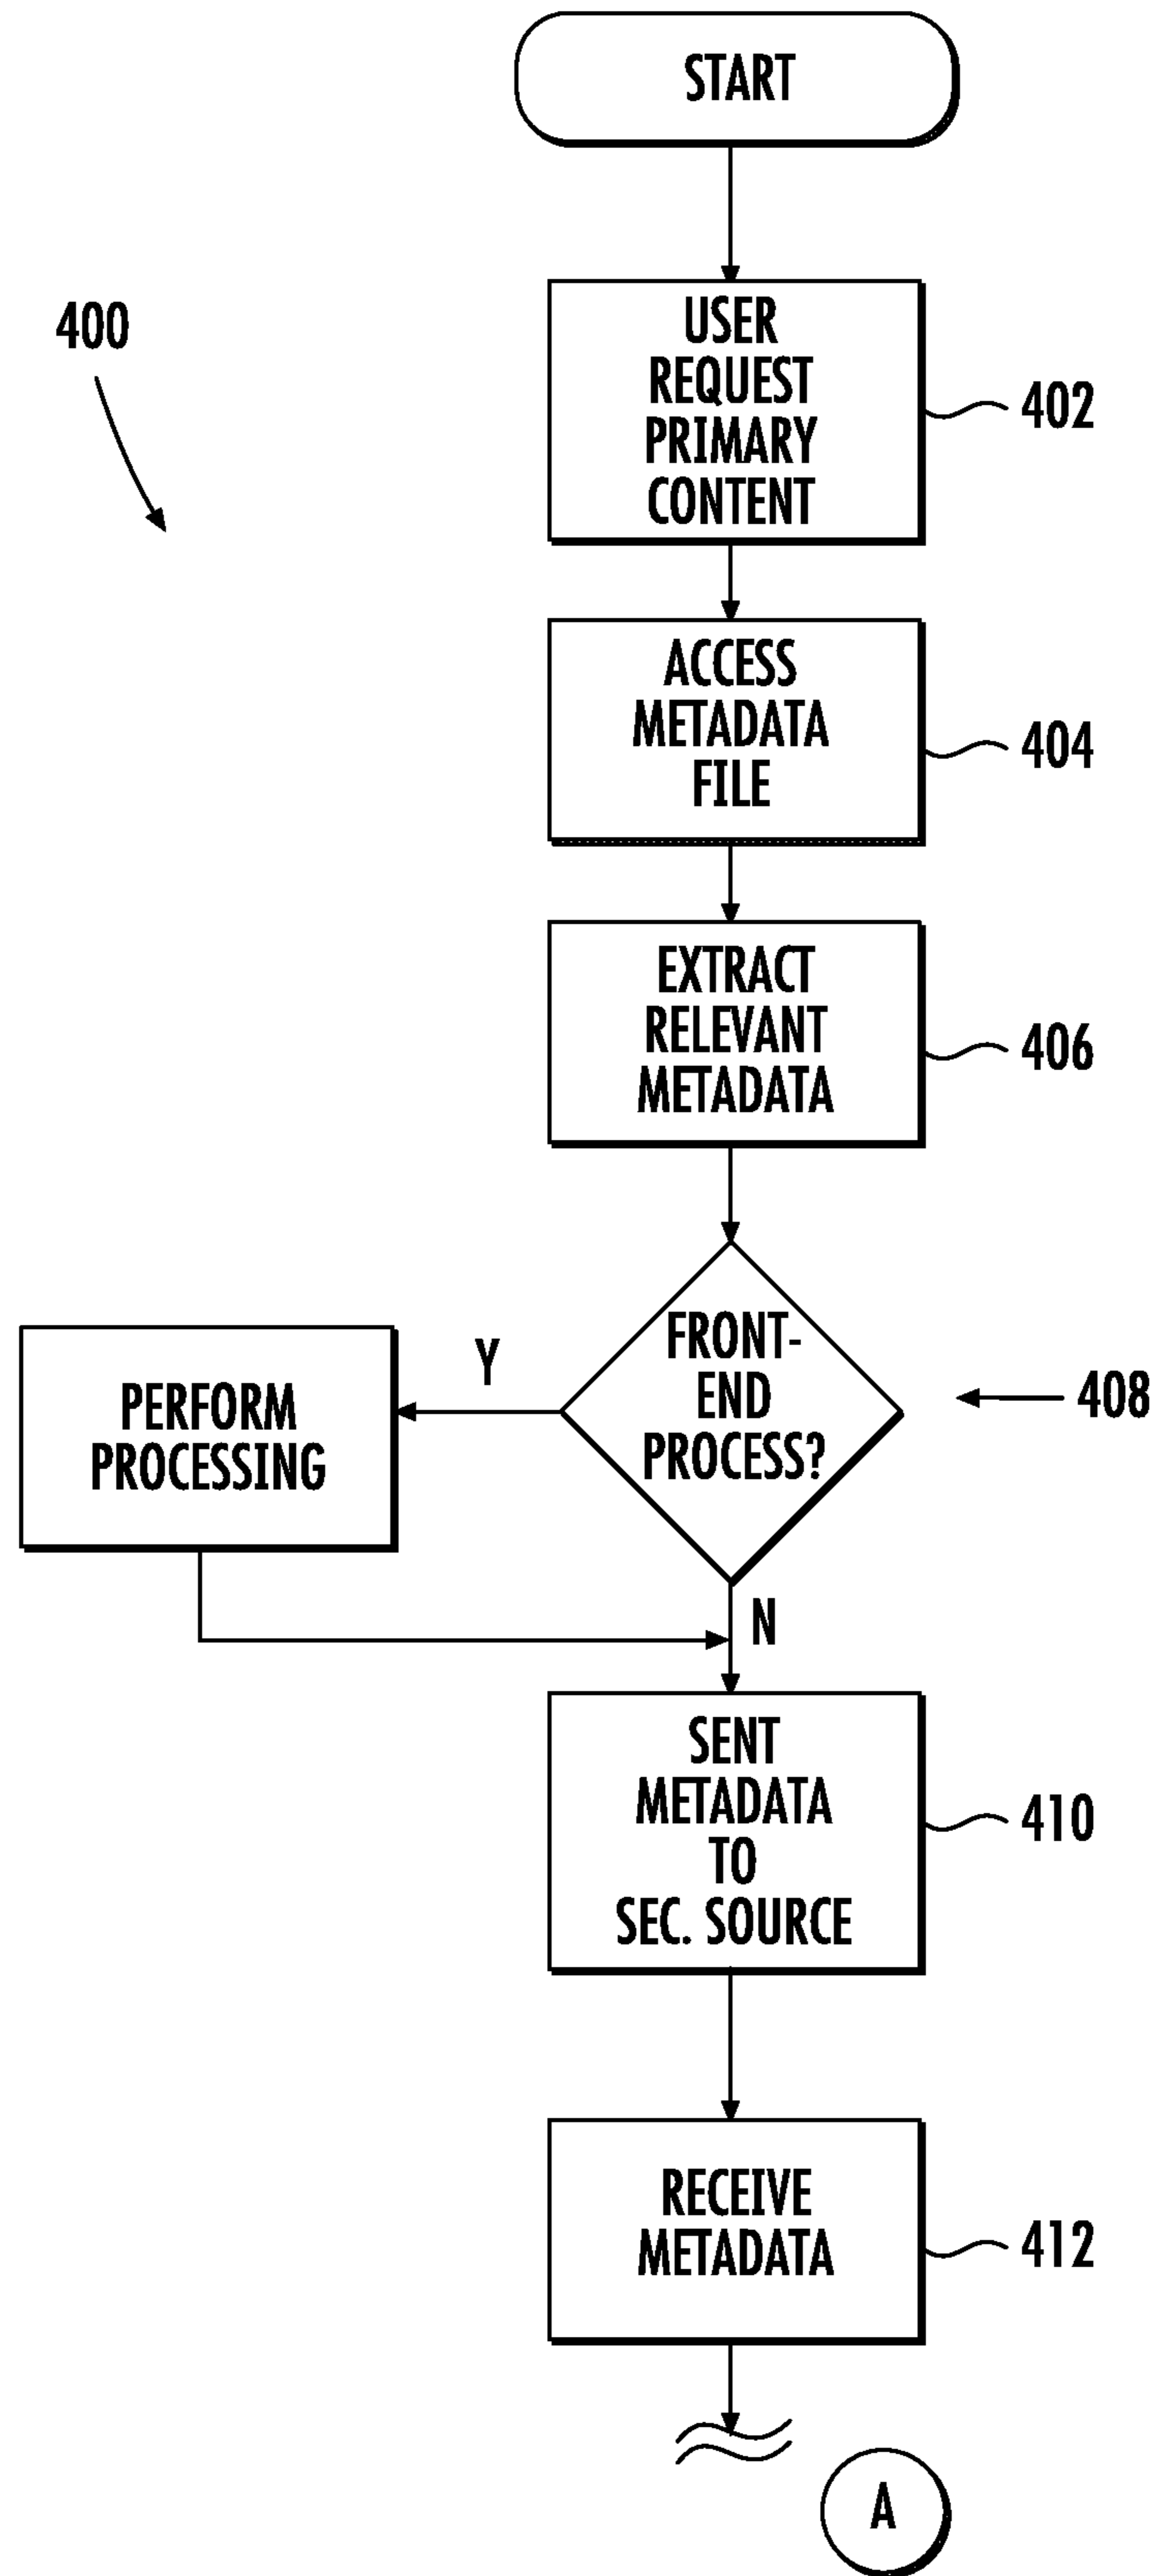 START
400
USER
REQUEST
PRIMARY
CONTENT
402
ACCESS
METADATA
FILE
404
EXTRACT
RELEVANT
METADATA
406
FRONT-
END
PROCESS?
408
Y
PERFORM
PROCESSING
N
SENT
METADATA
TO
SEC. SOURCE
410
RECEIVE
METADATA
412
A